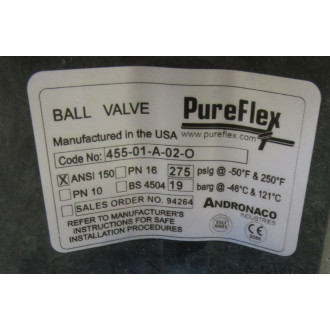 BALL VALVE PureFlex
Manufactured in the USA www.pureflex.com
Code No: 455-01-A-02-O
X ANSI 150 PN 16 275 psig @ -50°F & 250°F
PN 10 BS 4504 19 barg @ -46°C & 121°C
SALES ORDER NO. 94264 ANDRONACO
INDUSTRIES
REFER TO MANUFACTURER'S
INSTRUCTIONS FOR SAFE
INSTALLATION PROCEDURES
CE